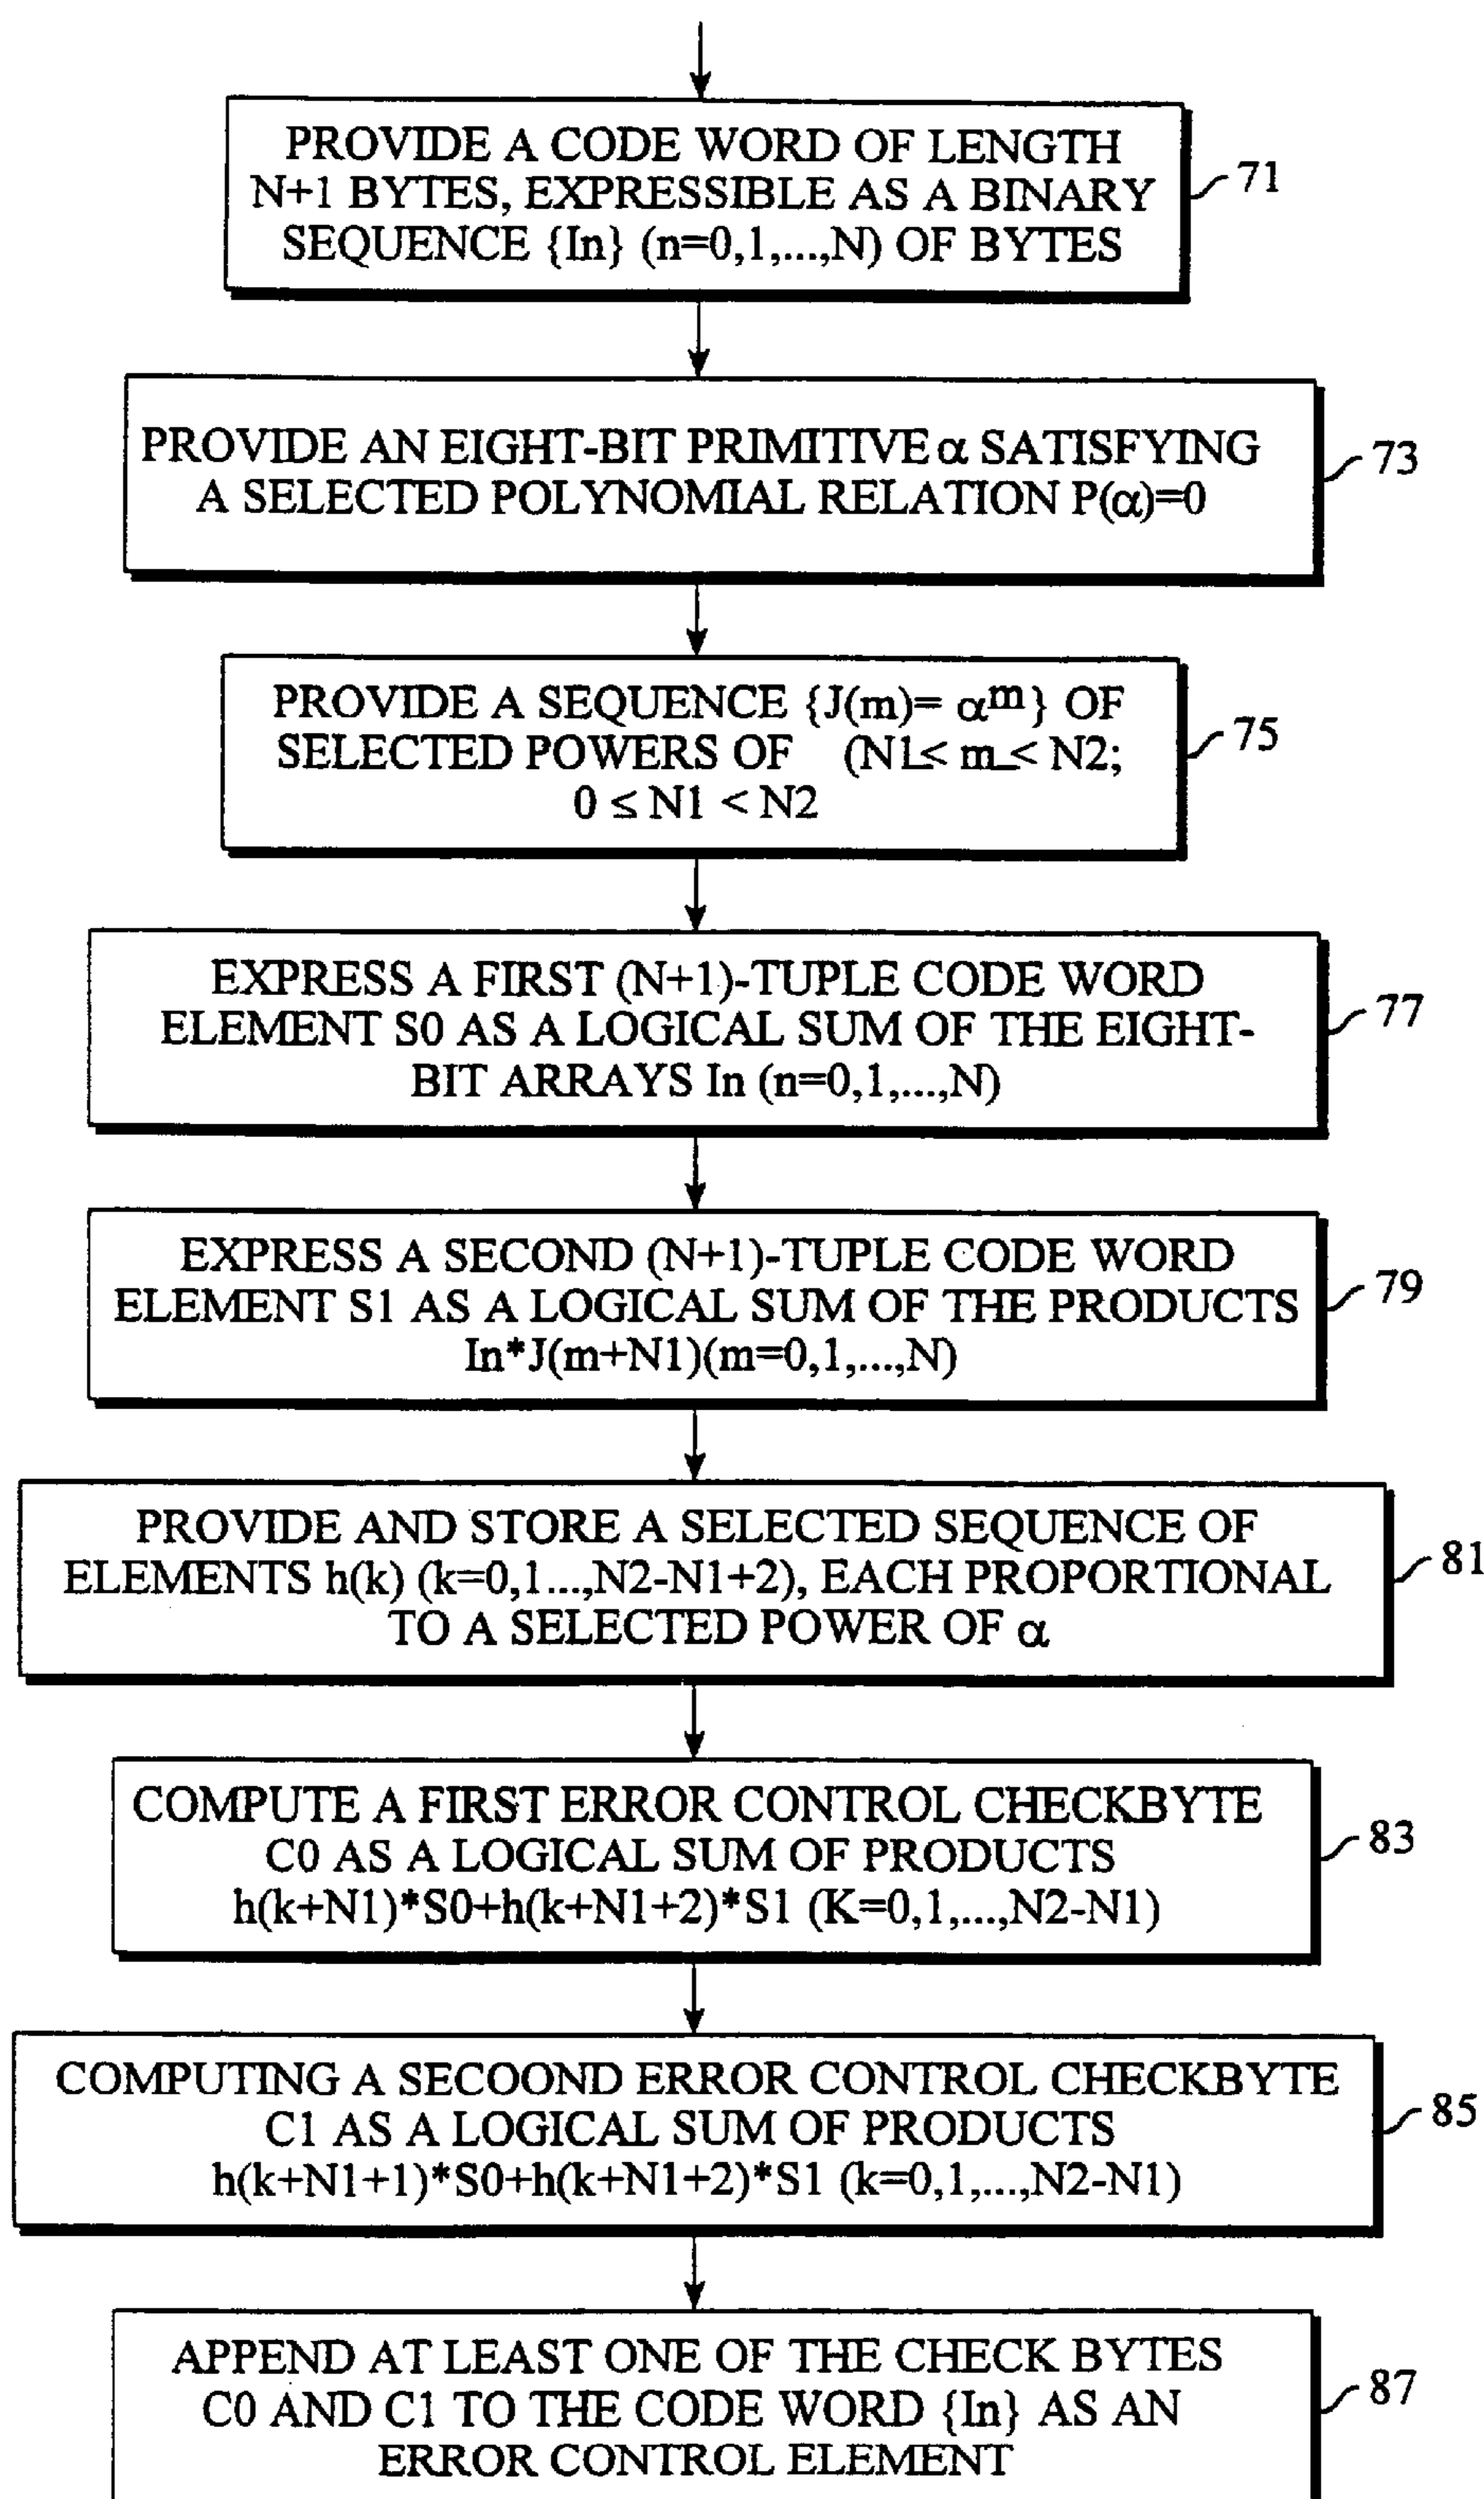 PROVIDE A CODE WORD OF LENGTH
N+1 BYTES, EXPRESSIBLE AS A BINARY
SEQUENCE {In} (n=0,1,...,N) OF BYTES
71
PROVIDE AN EIGHT-BIT PRIMITIVE α SATISFYING
A SELECTED POLYNOMIAL RELATION P(α)=0
73
PROVIDE A SEQUENCE {J(m)= α^m} OF
SELECTED POWERS OF (N1≤ m ≤ N2;
0 ≤ N1 < N2
75
EXPRESS A FIRST (N+1)-TUPLE CODE WORD
ELEMENT S0 AS A LOGICAL SUM OF THE EIGHT-
BIT ARRAYS In (n=0,1,...,N)
77
EXPRESS A SECOND (N+1)-TUPLE CODE WORD
ELEMENT S1 AS A LOGICAL SUM OF THE PRODUCTS
In*J(m+N1)(m=0,1,...,N)
79
PROVIDE AND STORE A SELECTED SEQUENCE OF
ELEMENTS h(k) (k=0,1...,N2-N1+2), EACH PROPORTIONAL
TO A SELECTED POWER OF α
81
COMPUTE A FIRST ERROR CONTROL CHECKBYTE
C0 AS A LOGICAL SUM OF PRODUCTS
h(k+N1)*S0+h(k+N1+2)*S1 (K=0,1,...,N2-N1)
83
COMPUTING A SECOOND ERROR CONTROL CHECKBYTE
C1 AS A LOGICAL SUM OF PRODUCTS
h(k+N1+1)*S0+h(k+N1+2)*S1 (k=0,1,...,N2-N1)
85
APPEND AT LEAST ONE OF THE CHECK BYTES
C0 AND C1 TO THE CODE WORD {In} AS AN
ERROR CONTROL ELEMENT
87